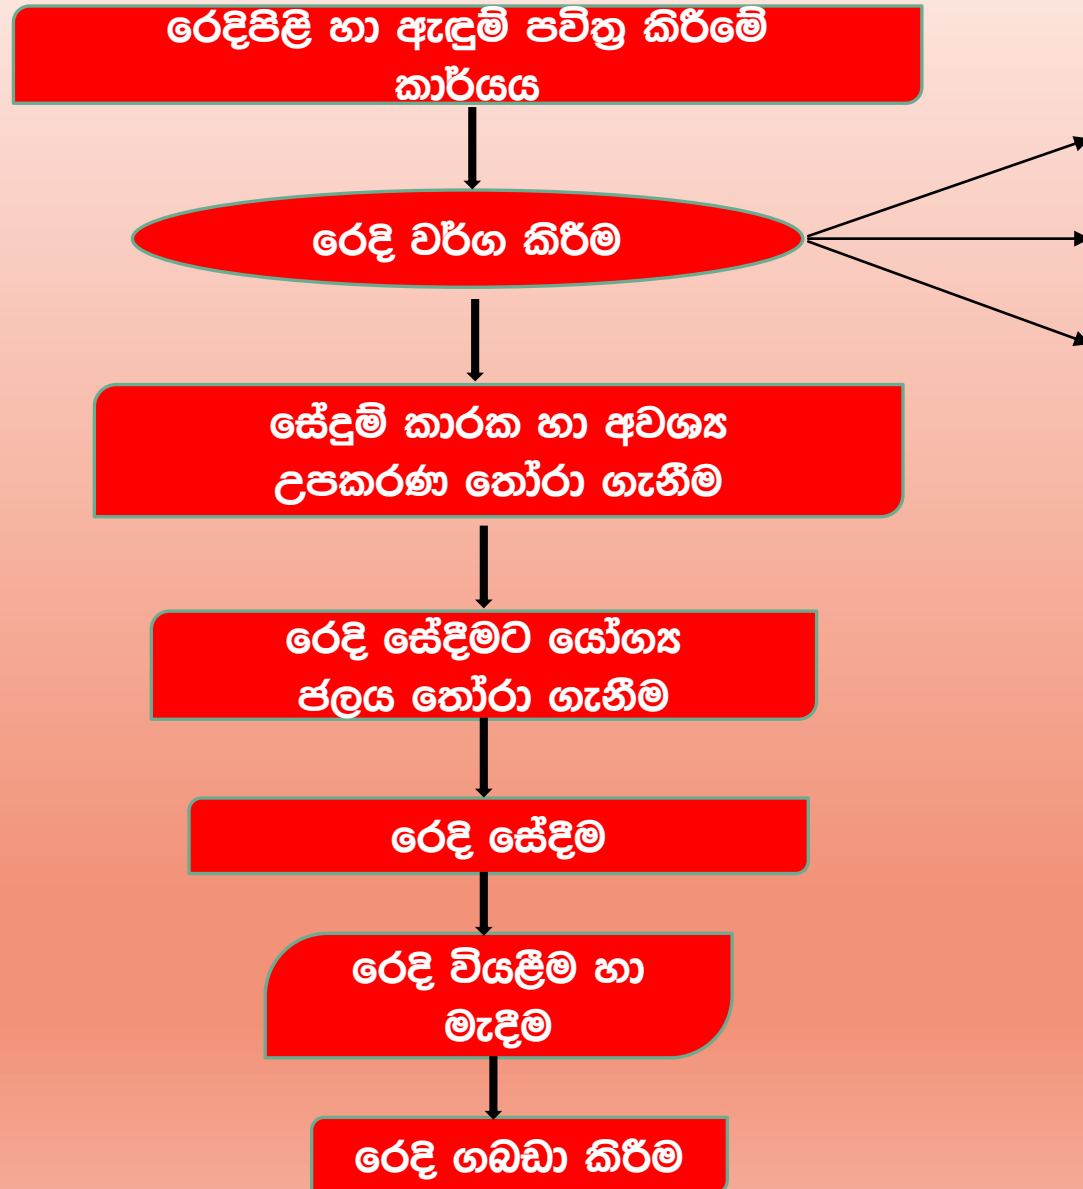 රෙදිපිළි හා ඇඳුම් පවිත්‍ර කිරීමේ
කාර්යය
රෙදි වර්ග කිරීම
සේදුම් කාරක හා අවශ්‍ය
උපකරණ තෝරා ගැනීම
රෙදි සේදීමට යෝග්‍ය
ජලය තෝරා ගැනීම
රෙදි සේදීම
රෙදි වියළීම හා
මැදීම
රෙදි ගබඩා කිරීම